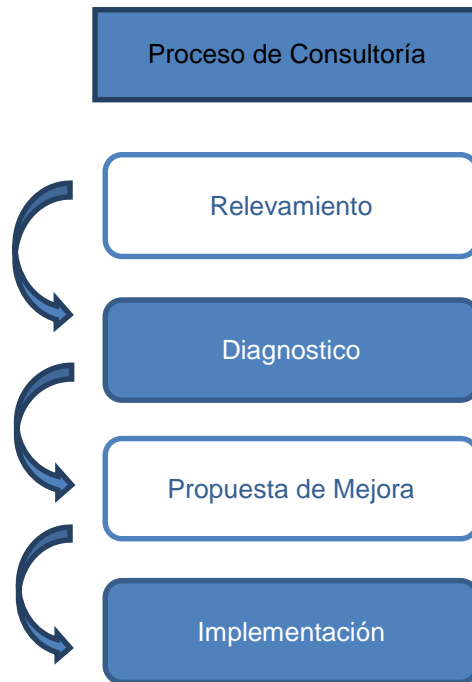 Proceso de Consultoría
Relevamiento
Diagnostico
Propuesta de Mejora
Implementación